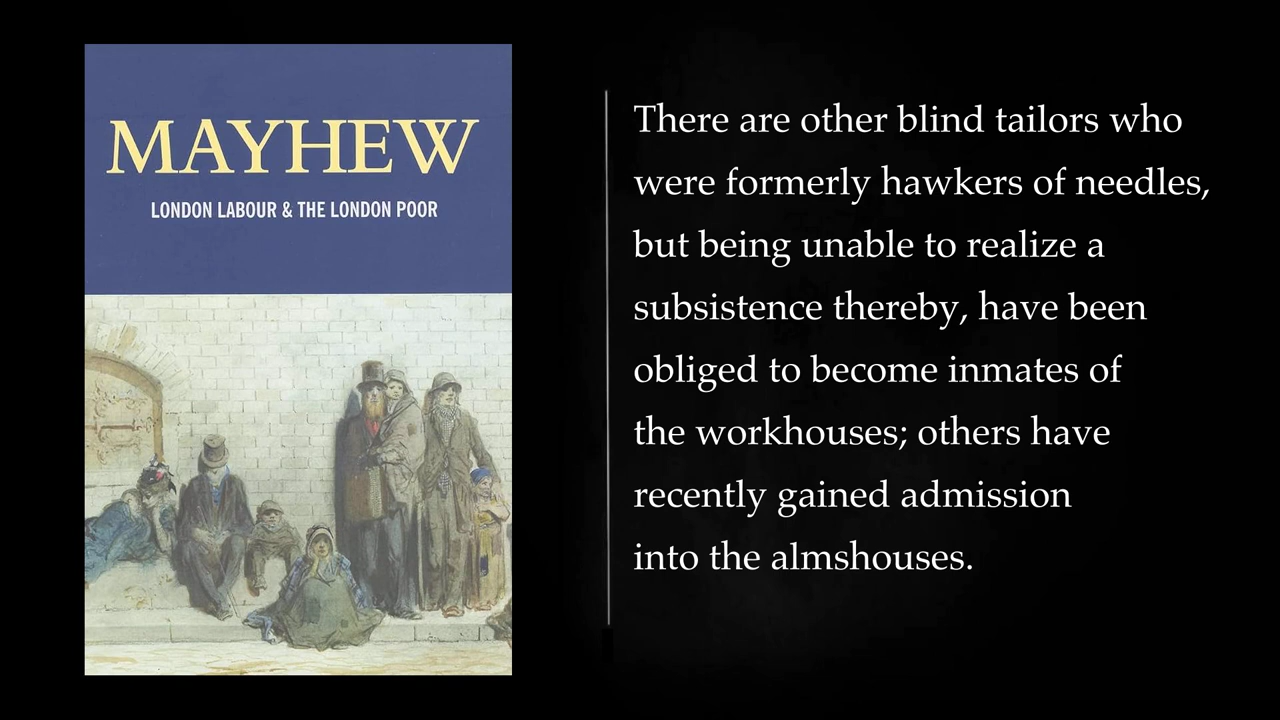 MAYHEW
LONDON LABOUR & THE LONDON POOR
There are other blind tailors who
were formerly hawkers of needles,
but being unable to realize a
subsistence thereby, have been
obliged to become inmates of
the workhouses; others have
recently gained admission
into the almshouses.